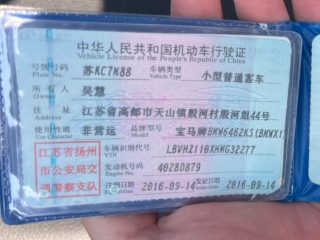 中华人民共和国机动车行驶证
Vehicle License of the People's Republic of China
号牌号码 苏KC7M88 车辆类型 小型普通客车
Plate No. Vehicle Type
所有人 吴慧
Owner
住址 江苏省高邮市天山镇殷河村殷河组44号
Address
使用性质 非营运 品牌型号 宝马牌BMW6462KS(BMWX1
Use Character Model
江苏省扬州 车辆识别代号 LBVHZ1106XHMG32277
VIN
市公安局交 发动机号码 4028D879
Engine No.
通警察支队 注册日期 2016-09-14 发证日期 2016-09-14